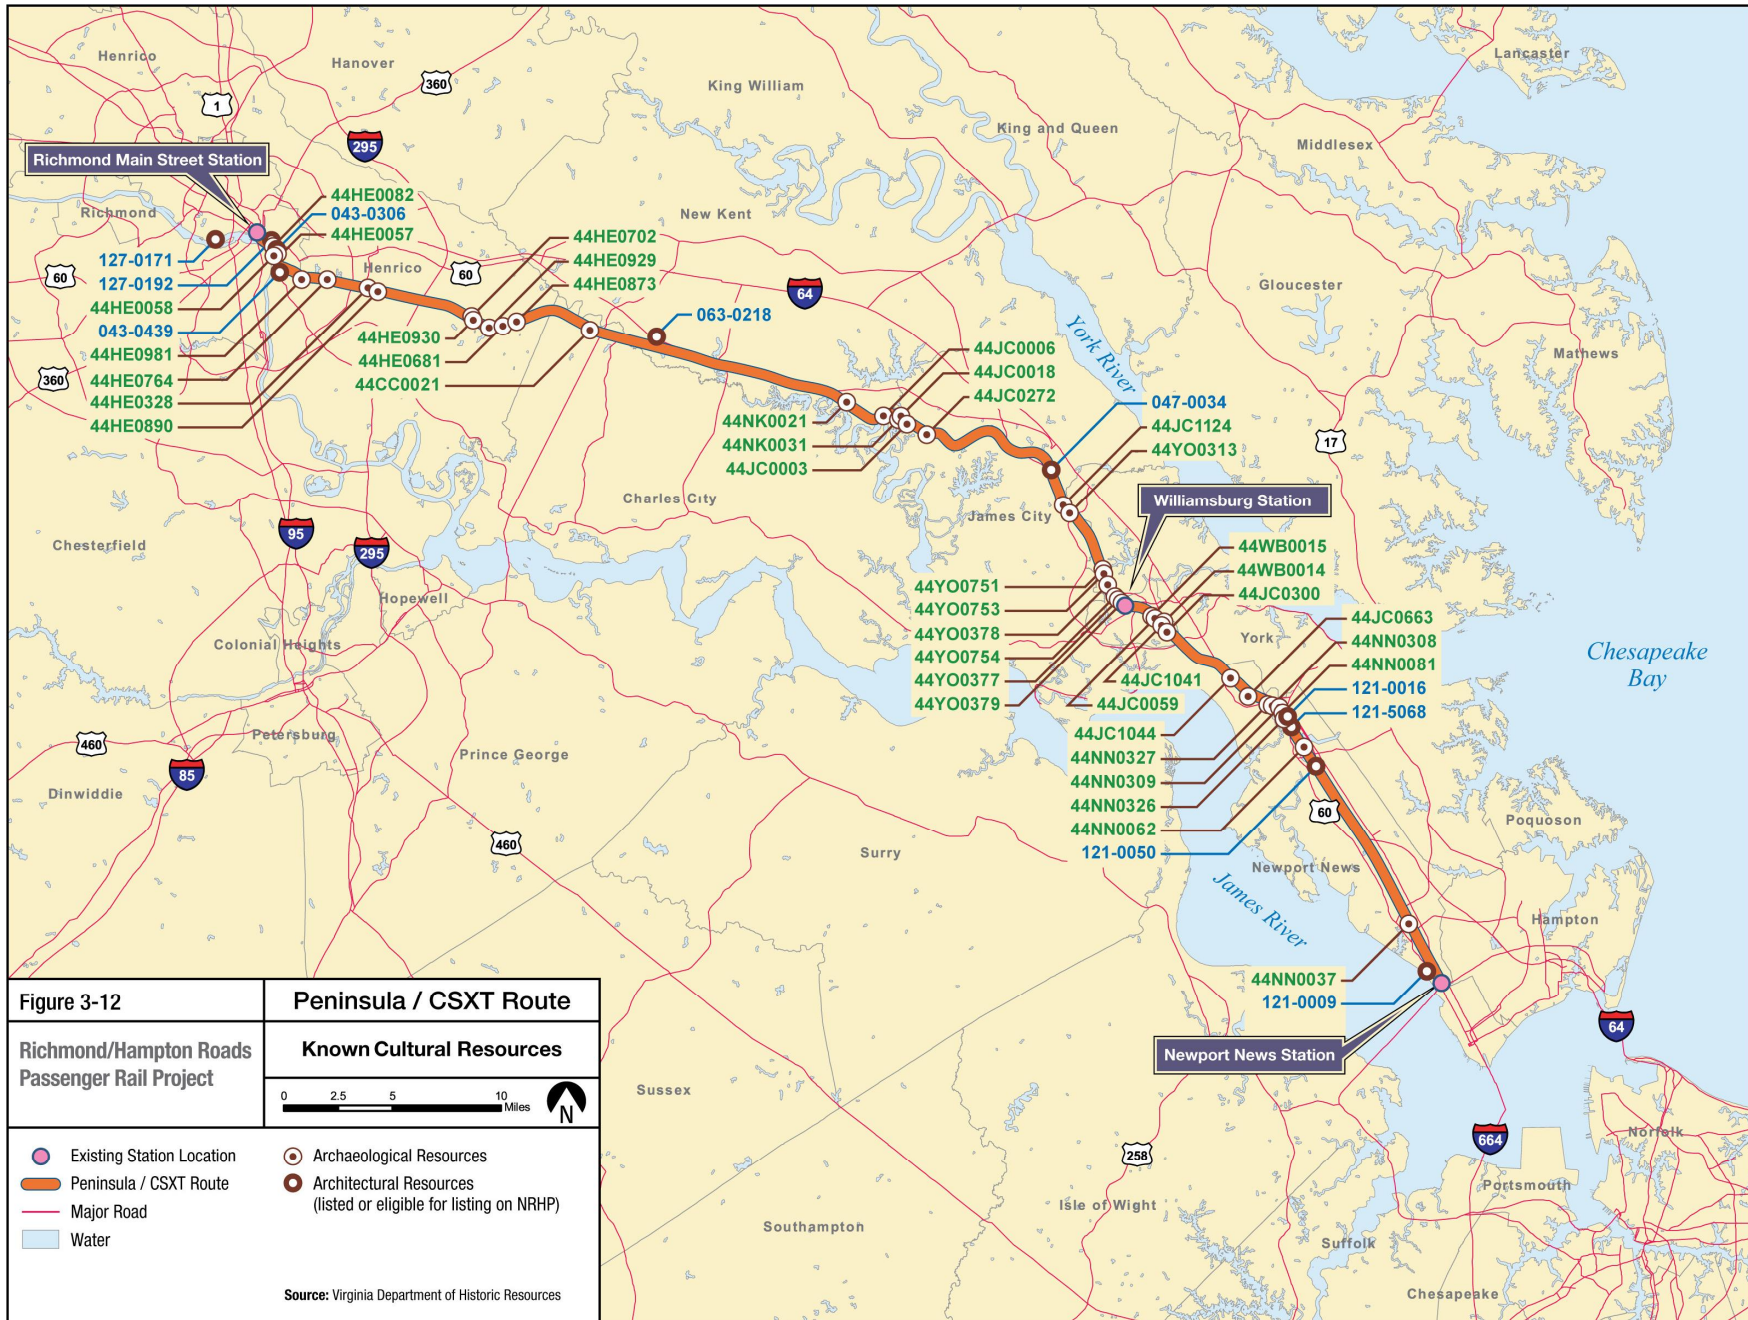 Henrico
Hanover
360
King William
Lancaster
1
King and Queen
Middlesex
295
Richmond Main Street Station
Richmond
44HE0082
043-0306
44HE0057
New Kent
127-0171
127-0192
44HE0058
043-0439
44HE0981
44HE0764
44HE0328
44HE0890
60
360
Henrico
60
44HE0702
44HE0929
44HE0873
64
44HE0930
44HE0681
44CC0021
063-0218
York River
Gloucester
Mathews
17
44JC0006
44JC0018
44JC0272
44NK0021
44NK0031
44JC0003
047-0034
44JC1124
44YO0313
Charles City
James City
Williamsburg Station
95
295
Chesterfield
Hopewell
Colonial Heights
44YO0751
44YO0753
44YO0378
44YO0754
44YO0377
44YO0379
44WB0015
44WB0014
44JC0300
York
44JC0663
44NN0308
44NN0081
121-0016
121-5068
44JC1041
44JC0059
44JC1044
44NN0327
44NN0309
44NN0326
44NN0062
121-0050
Chesapeake
Bay
Petersburg
Prince George
460
85
Dinwiddie
460
Surry
60
Poquoson
Newport News
James River
Hampton
44NN0037
121-0009
Newport News Station
64
Sussex
664
Norfolk
258
Portsmouth
Isle of Wight
Southampton
Suffolk
Chesapeake
Figure 3-12
Peninsula / CSXT Route
Richmond/Hampton Roads
Passenger Rail Project
Known Cultural Resources
0 2.5 5 10
Miles
N
Existing Station Location
Peninsula / CSXT Route
Major Road
Water
Archaeological Resources
Architectural Resources
(listed or eligible for listing on NRHP)
Source: Virginia Department of Historic Resources